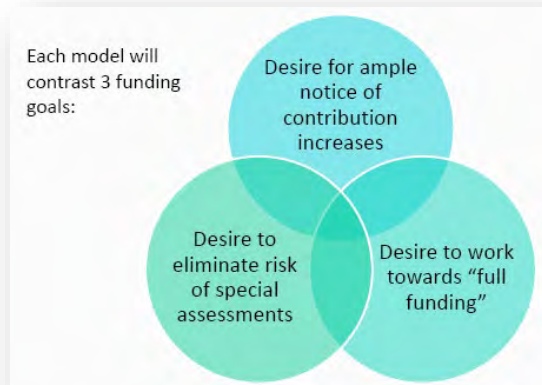 Each model will
contrast 3 funding
goals:
Desire for ample
notice of
contribution
increases
Desire to
eliminate risk
of special
assessments
Desire to work
towards “full
funding”